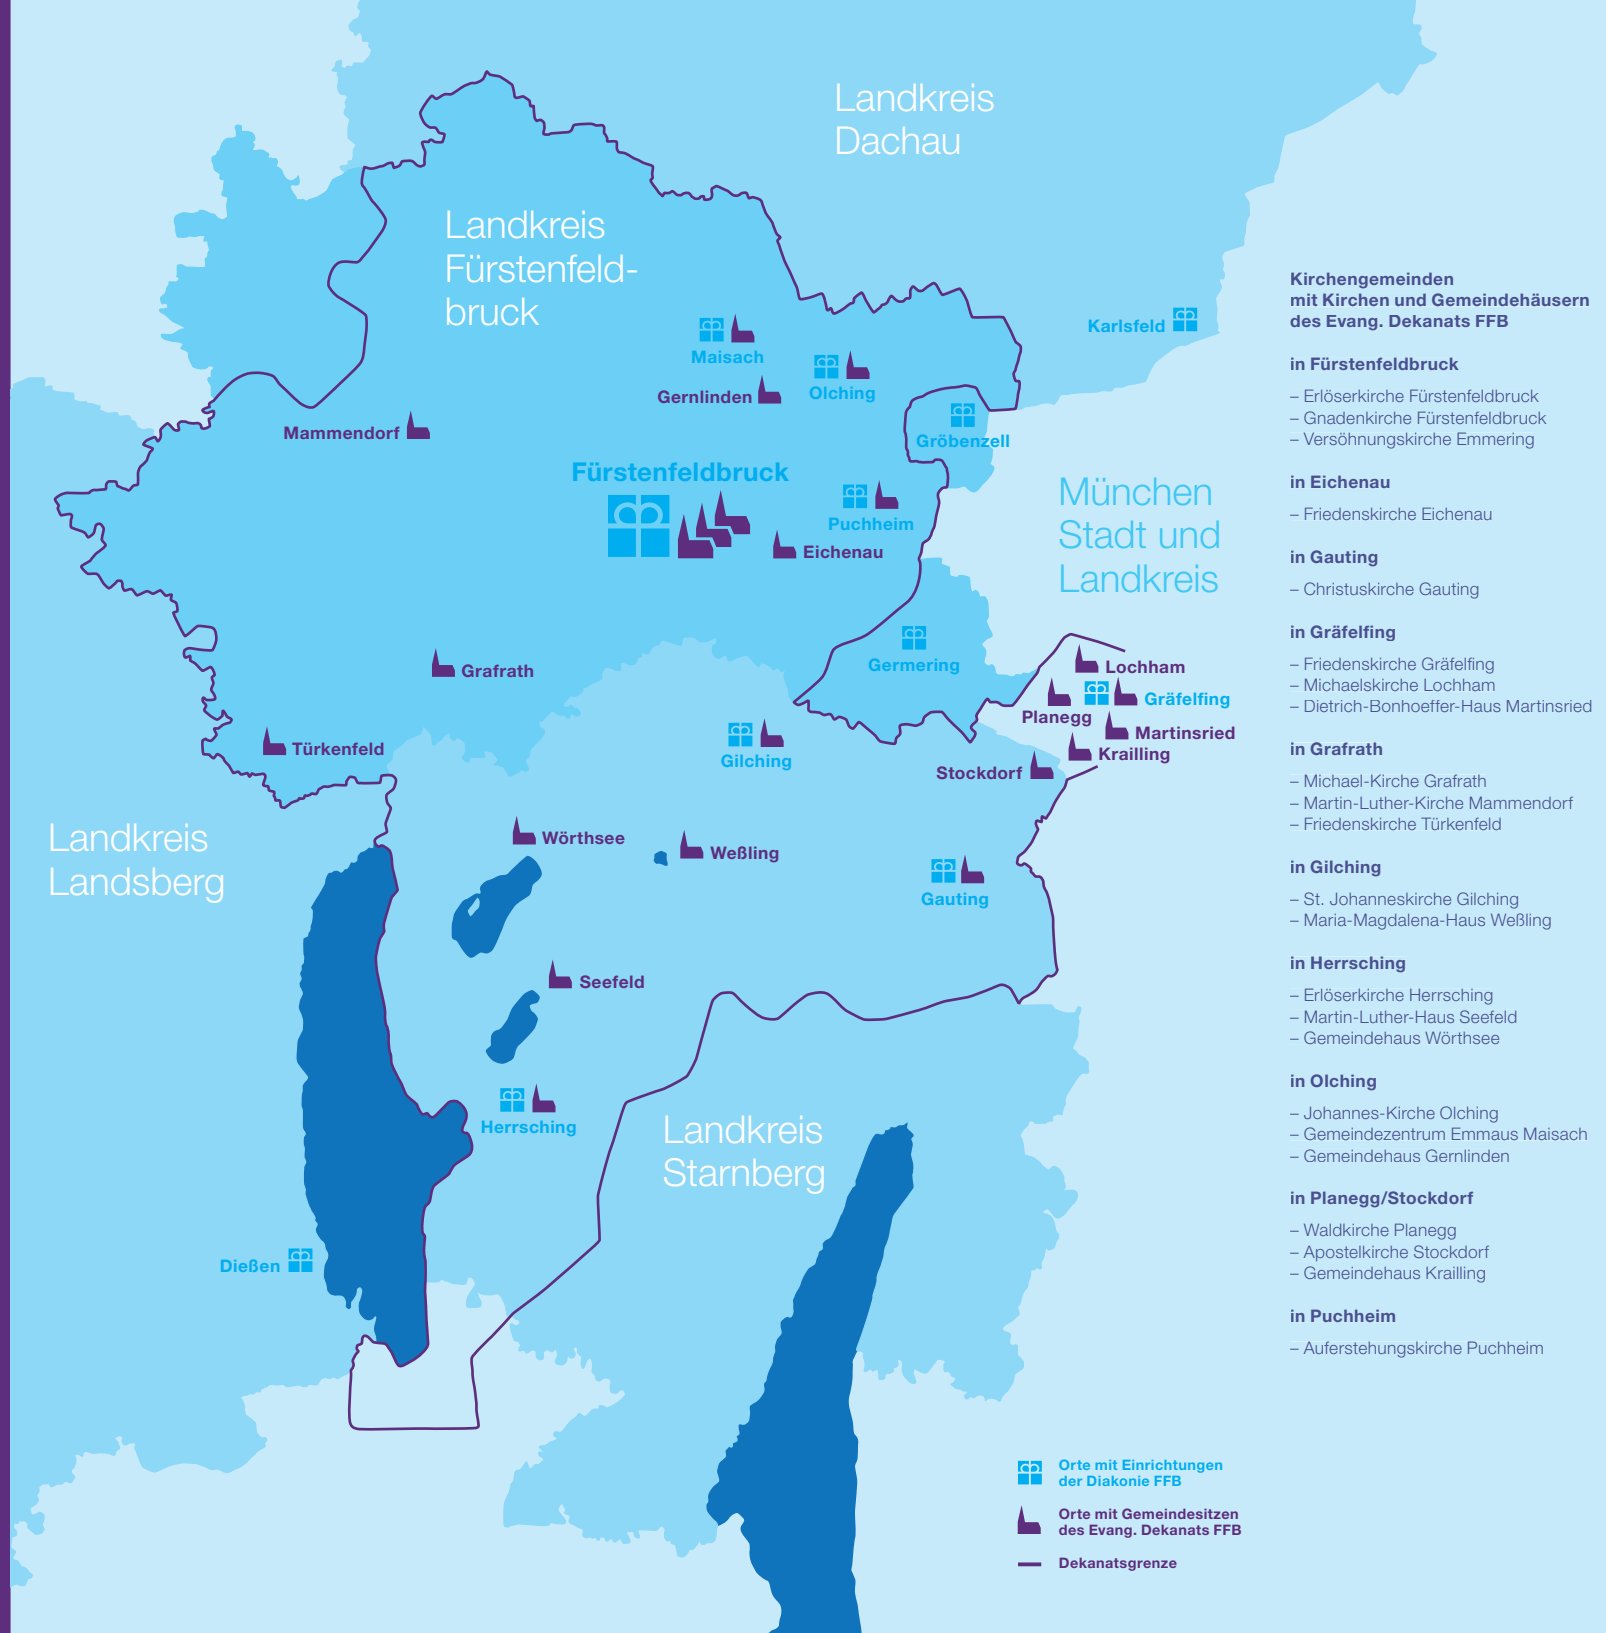 Landkreis
Dachau
Landkreis
Fürstenfeld-
bruck
Karlsfeld
Maisach
Olching
Gernlinden
Mammendorf
Gröbenzell
Fürstenfeldbruck
Puchheim
Eichenau
München
Stadt und
Landkreis
Germering
Grafrath
Lochham
Gräfelfing
Planegg
Martinsried
Krailling
Stockdorf
Türkenfeld
Gilching
Landkreis
Landsberg
Wörthsee
Weßling
Gauting
Seefeld
Herrsching
Landkreis
Starnberg
Dießen
Kirchengemeinden
mit Kirchen und Gemeindehäusern
des Evang. Dekanats FFB
in Fürstenfeldbruck
– Erlöserkirche Fürstenfeldbruck
– Gnadenkirche Fürstenfeldbruck
– Versöhnungskirche Emmering
in Eichenau
– Friedenskirche Eichenau
in Gauting
– Christuskirche Gauting
in Gräfelfing
– Friedenskirche Gräfelfing
– Michaelskirche Lochham
– Dietrich-Bonhoeffer-Haus Martinsried
in Grafrath
– Michael-Kirche Grafrath
– Martin-Luther-Kirche Mammendorf
– Friedenskirche Türkenfeld
in Gilching
– St. Johanneskirche Gilching
– Maria-Magdalena-Haus Weßling
in Herrsching
– Erlöserkirche Herrsching
– Martin-Luther-Haus Seefeld
– Gemeindehaus Wörthsee
in Olching
– Johannes-Kirche Olching
– Gemeindezentrum Emmaus Maisach
– Gemeindehaus Gernlinden
in Planegg/Stockdorf
– Waldkirche Planegg
– Apostelkirche Stockdorf
– Gemeindehaus Krailling
in Puchheim
– Auferstehungskirche Puchheim
Orte mit Einrichtungen
der Diakonie FFB
Orte mit Gemeindesitzen
des Evang. Dekanats FFB
Dekanatsgrenze